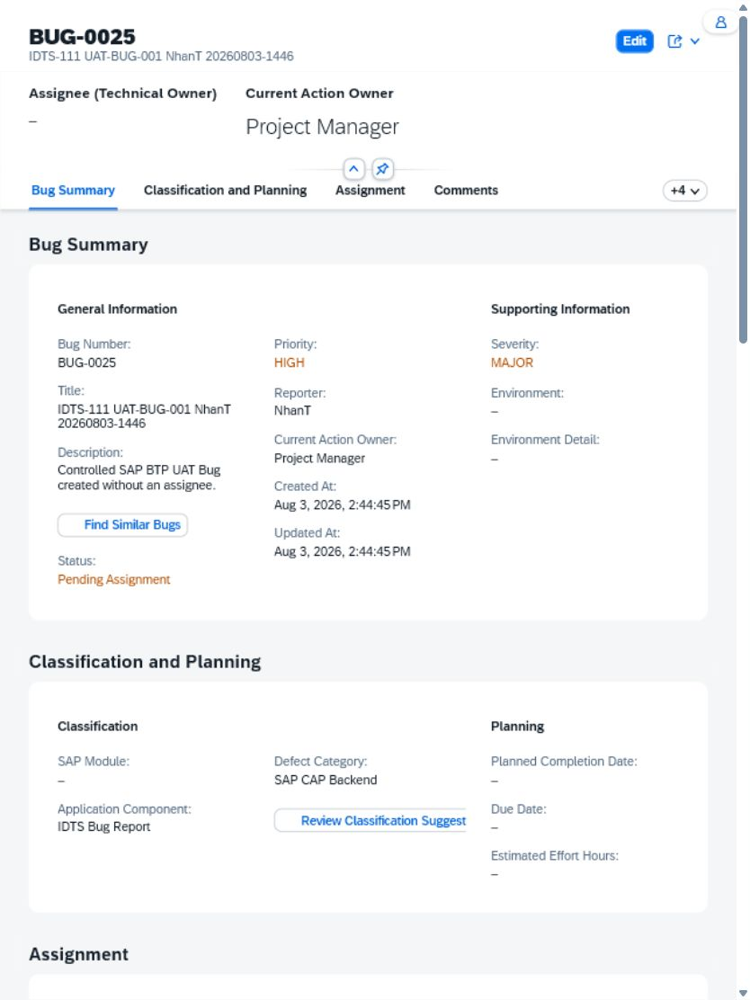 BUG-0025
IDTS-111 UAT-BUG-001 NhanT 20260803-1446
Edit
Assignee (Technical Owner)
–
Current Action Owner
Project Manager
Bug Summary
Classification and Planning
Assignment
Comments
+4
Bug Summary
General Information
Bug Number:
BUG-0025
Title:
IDTS-111 UAT-BUG-001 NhanT
20260803-1446
Description:
Controlled SAP BTP UAT Bug
created without an assignee.
Find Similar Bugs
Status:
Pending Assignment
Priority:
HIGH
Reporter:
NhanT
Current Action Owner:
Project Manager
Created At:
Aug 3, 2026, 2:44:45 PM
Updated At:
Aug 3, 2026, 2:44:45 PM
Supporting Information
Severity:
MAJOR
Environment:
–
Environment Detail:
–
Classification and Planning
Classification
SAP Module:
–
Application Component:
IDTS Bug Report
Defect Category:
SAP CAP Backend
Review Classification Suggest
Planning
Planned Completion Date:
–
Due Date:
–
Estimated Effort Hours:
–
Assignment